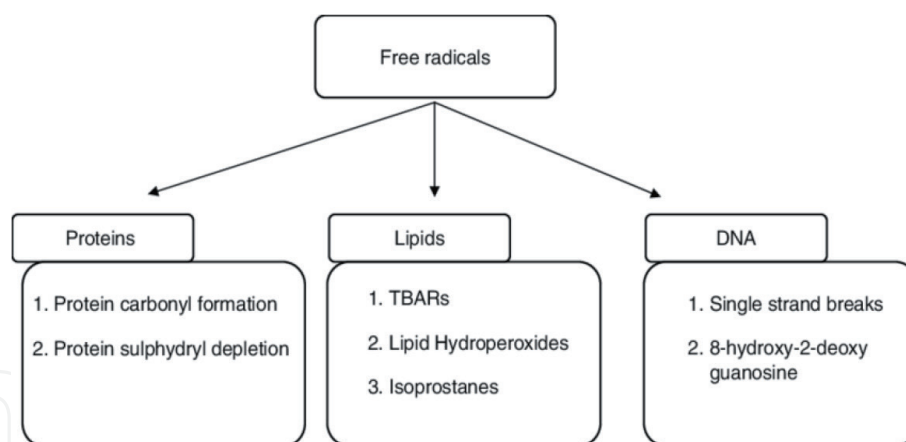 Free radicals
Proteins
1. Protein carbonyl formation
2. Protein sulphydryl depletion
Lipids
1. TBARs
2. Lipid Hydroperoxides
3. Isoprostanes
DNA
1. Single strand breaks
2. 8-hydroxy-2-deoxy
guanosine